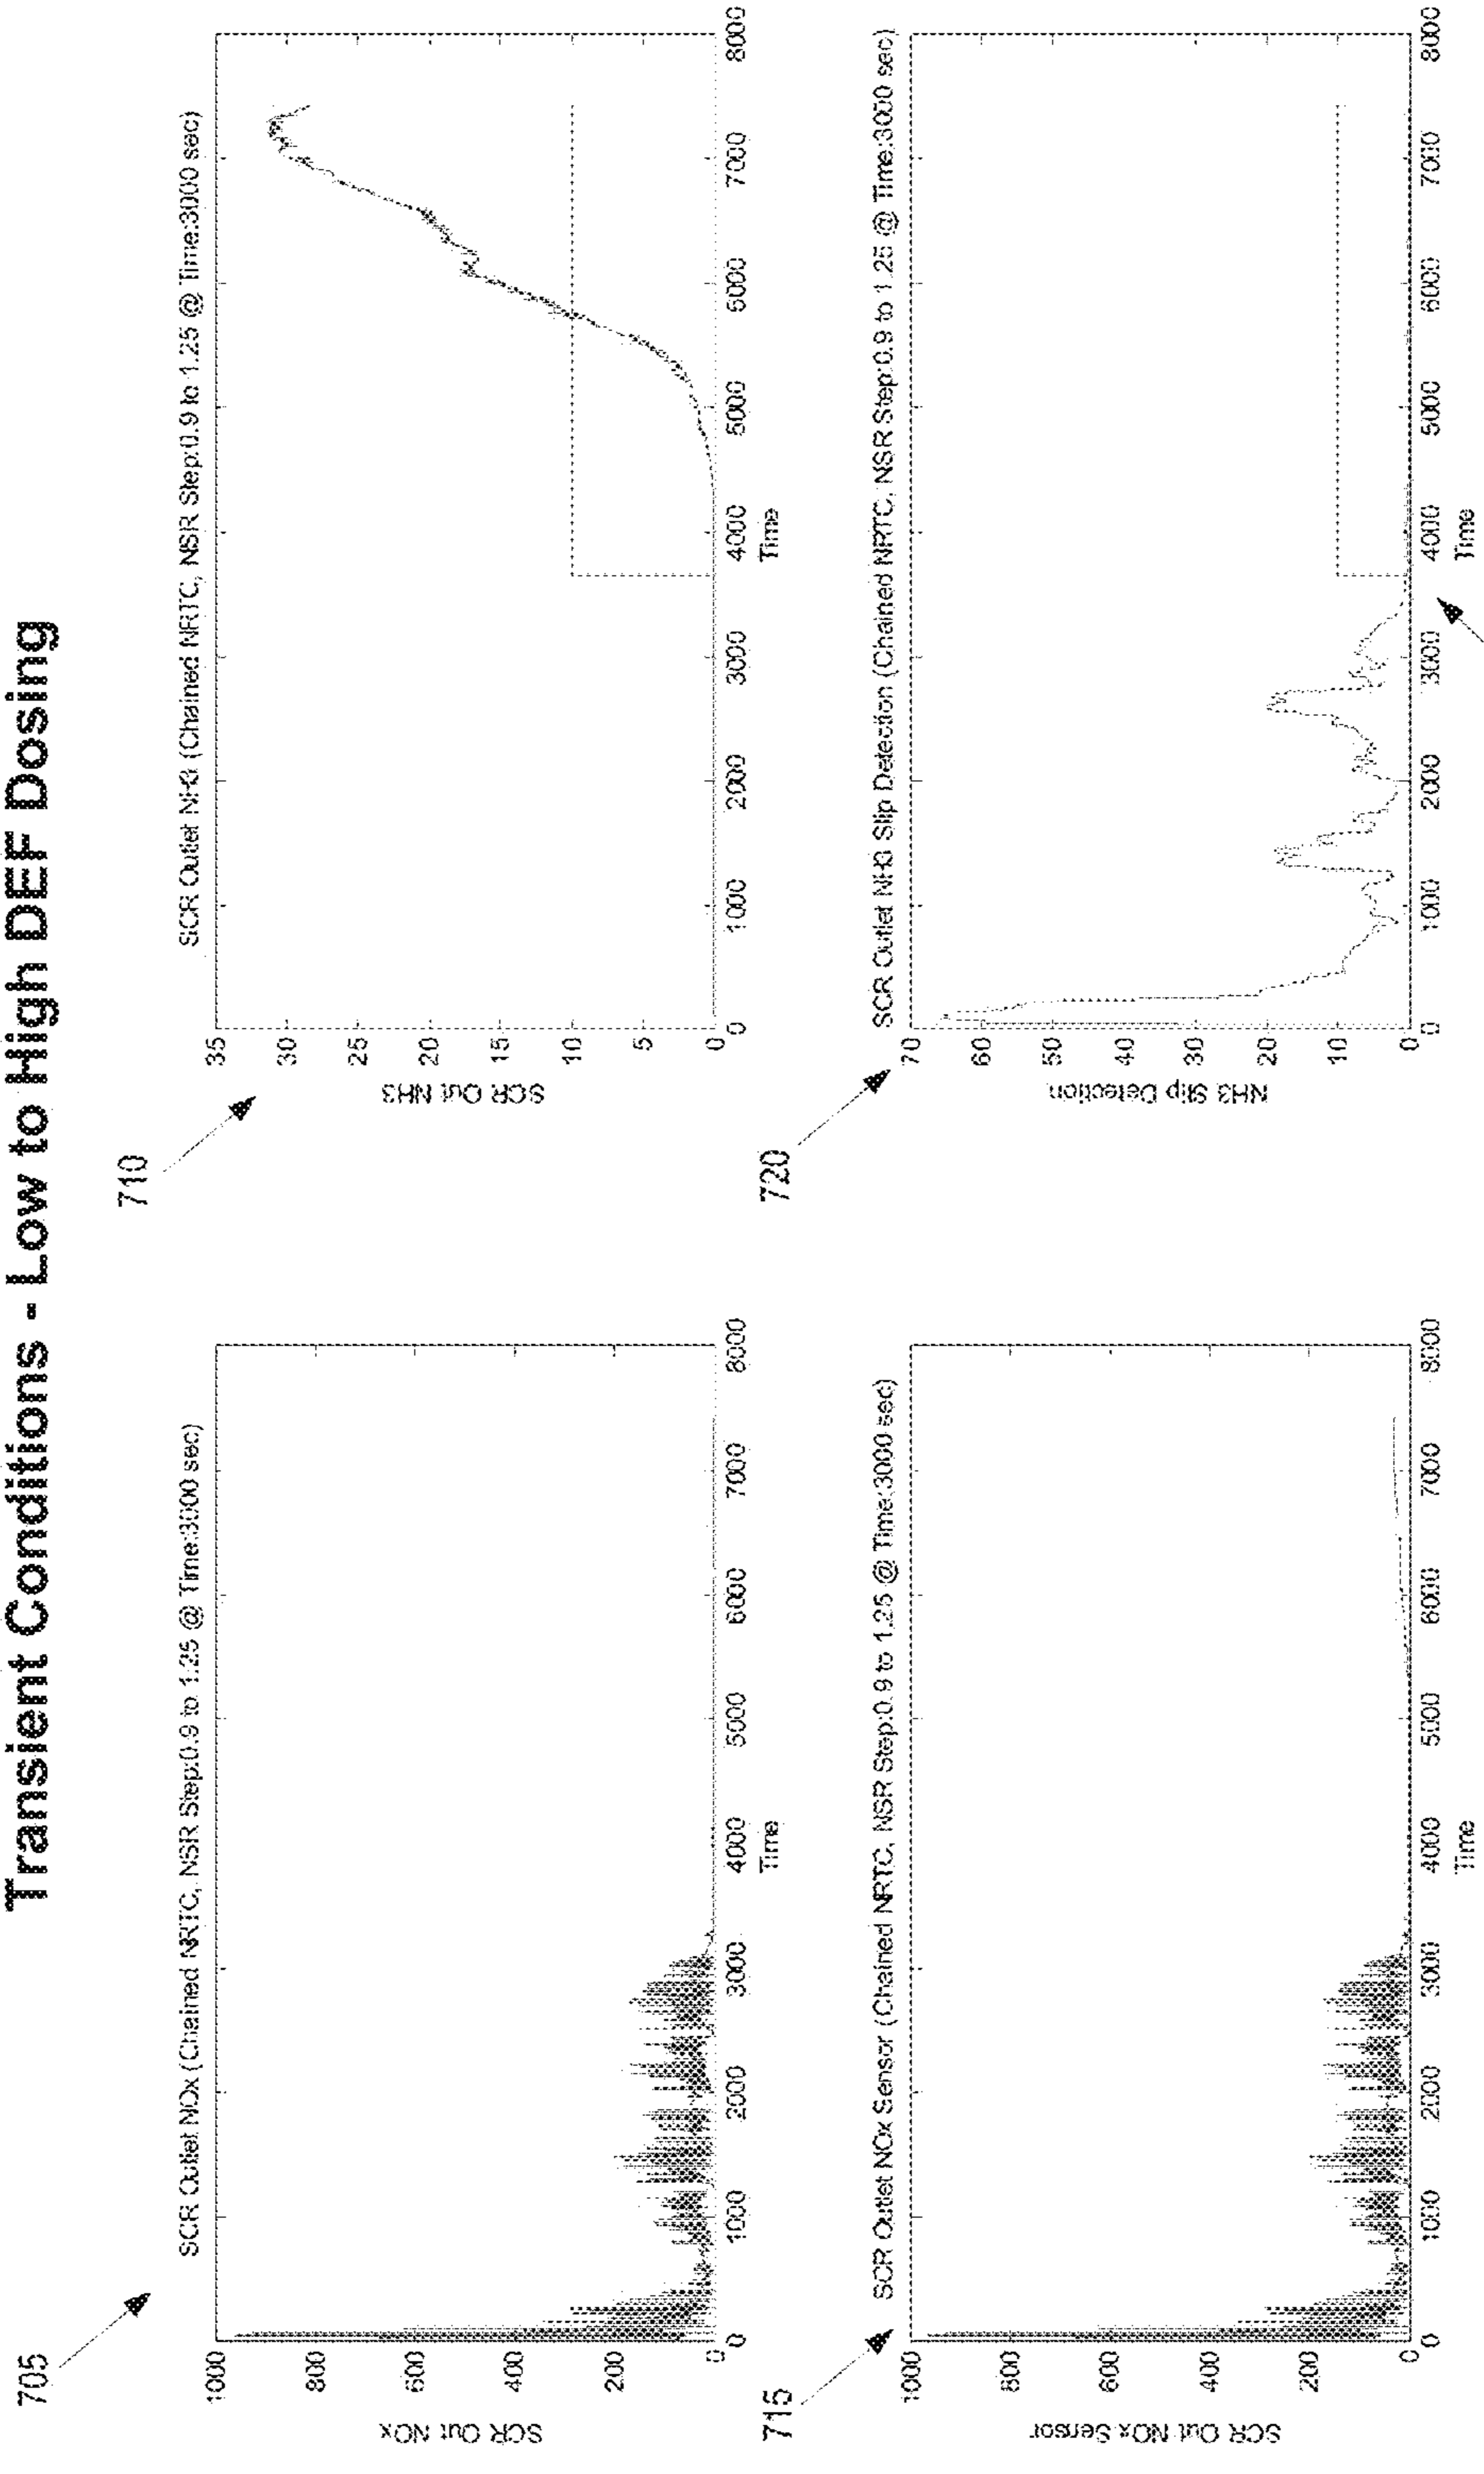 Transient Conditions - Low to High DEF Dosing
705
SCR Outlet NOx (Chained NRTC, NSR Step:0.9 to 1.25 @ Time:3000 sec)
SCR Out NOx
1000
800
600
400
200
0
0 1000 2000 3000 4000 5000 6000 7000 8000
Time
710
SCR Outlet NH3 (Chained NRTC, NSR Step:0.9 to 1.25 @ Time:3000 sec)
SCR Out NH3
35
30
25
20
15
10
5
0
0 1000 2000 3000 4000 5000 6000 7000 8000
Time
715
SCR Outlet NOx Sensor (Chained NRTC, NSR Step:0.9 to 1.25 @ Time:3000 sec)
SCR Out NOx Sensor
1000
800
600
400
200
0
0 1000 2000 3000 4000 5000 6000 7000 8000
Time
720
SCR Outlet NH3 Slip Detection (Chained NRTC, NSR Step:0.9 to 1.25 @ Time:3000 sec)
NH3 Slip Detection
70
60
50
40
30
20
10
0
0 1000 2000 3000 4000 5000 6000 7000 8000
Time